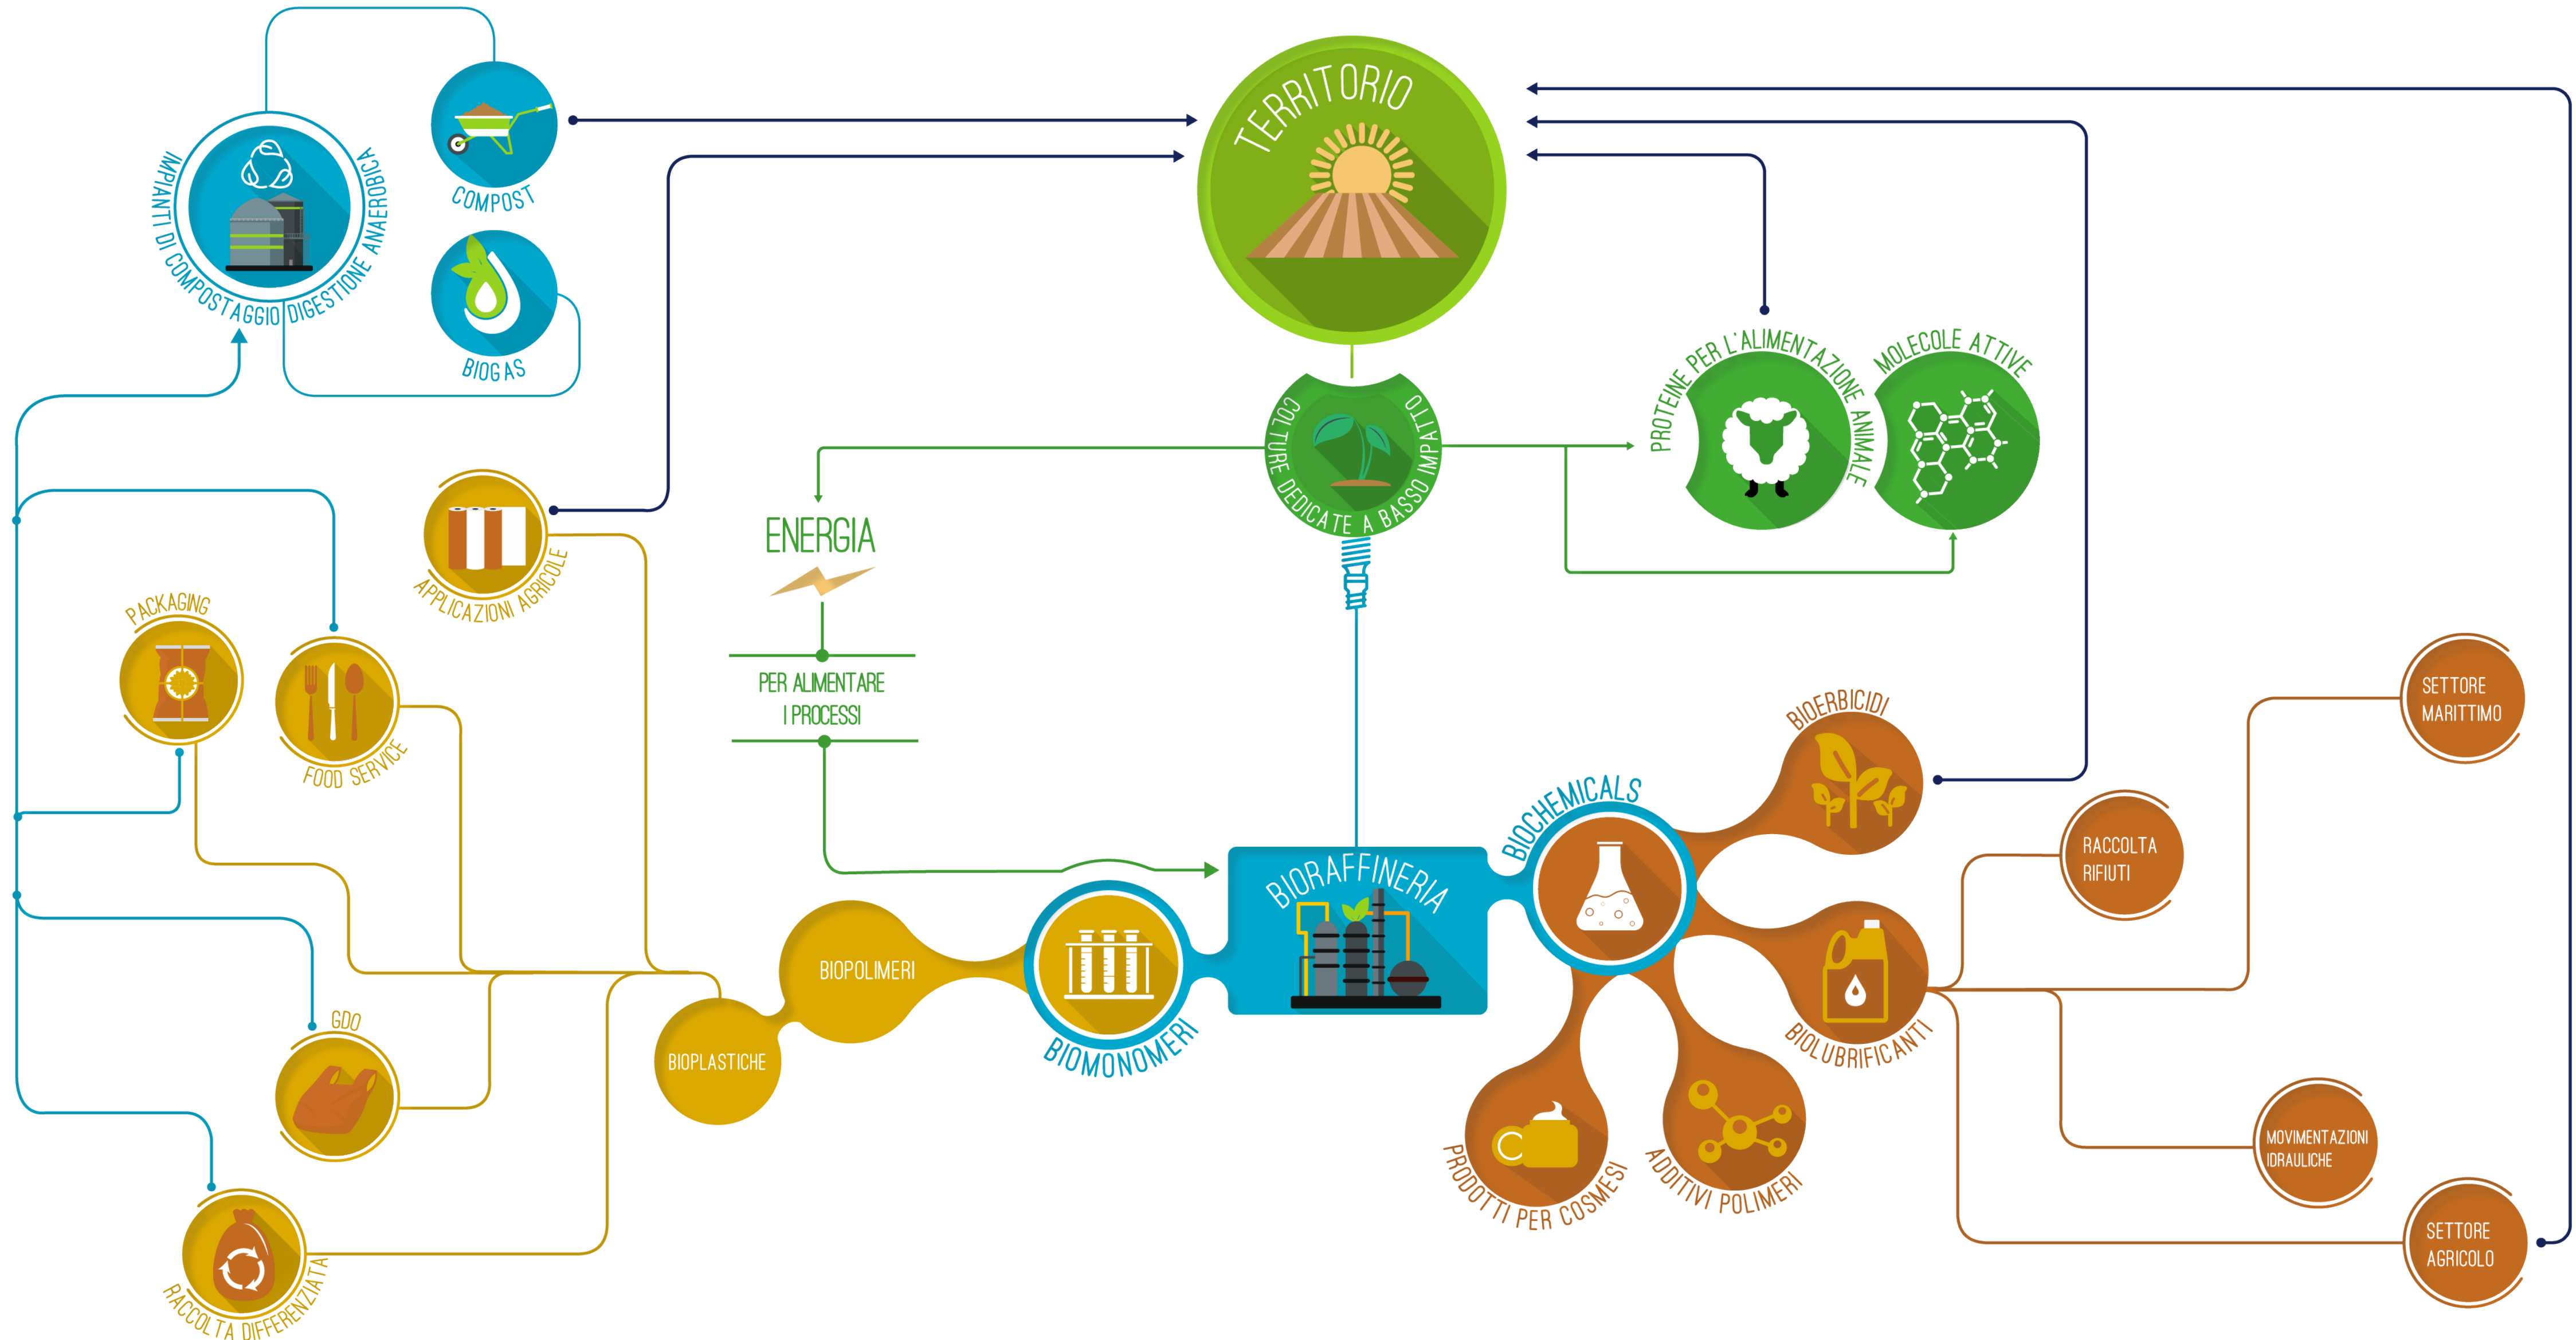 TERRITORIO
IMPIANTI DI COMPOSTAGGIO DIGESTIONE ANAEROBICA
COMPOST
BIOGAS
COLTURE DEDICATE A BASSO IMPATTO
PROTEINE PER L'ALIMENTAZIONE ANIMALE
MOLECOLE ATTIVE
ENERGIA
PER ALIMENTARE
I PROCESSI
APPLICAZIONI AGRICOLE
PACKAGING
FOOD SERVICE
GDO
RACCOLTA DIFFERENZIATA
BIOPLASTICHE
BIOPOLIMERI
BIOMONOMERI
BIORAFFINERIA
BIOCHEMICALS
BIOERBICIDI
BIOLUBRIFICANTI
ADDITIVI POLIMERI
PRODOTTI PER COSMESI
SETTORE
MARITTIMO
RACCOLTA
RIFIUTI
MOVIMENTAZIONI
IDRAULICHE
SETTORE
AGRICOLO